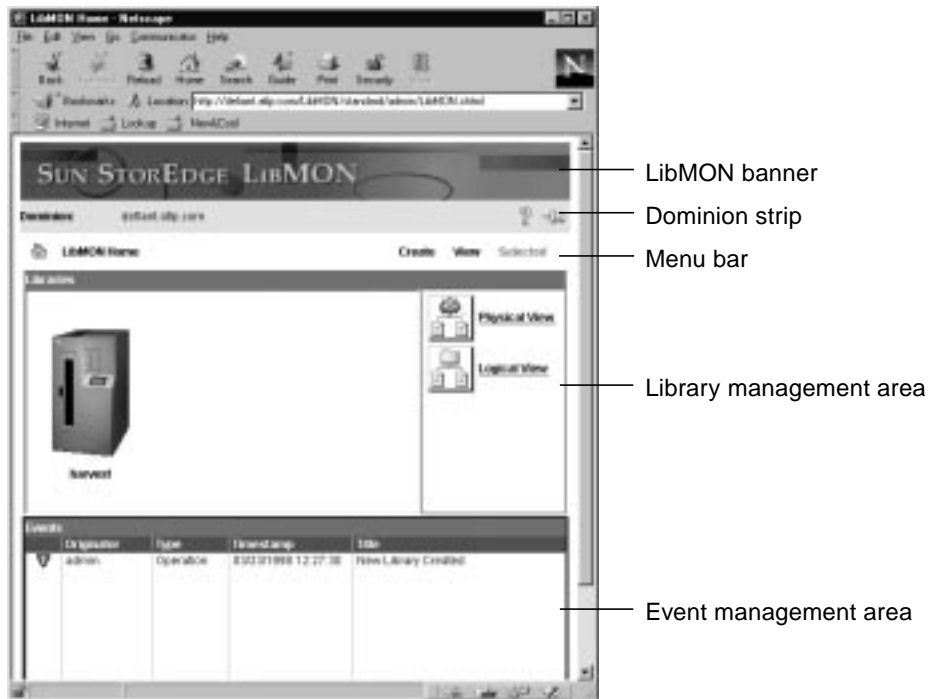 LibMON Home - Netscape
File Edit View Go Communicator Help
Back Reload Home Search Guide Print Security
Bookmarks Location
Internet Lookup New&Cool
SUN STOREDGE LIBMON
LibMON banner
Dominion:
Dominion strip
LibMON Home Create View Selected
Menu bar
Libraries
Physical View
Logical View
Library management area
harvest
Events
Originator Type Timestamp Title
admin Operation New Library Created
Event management area